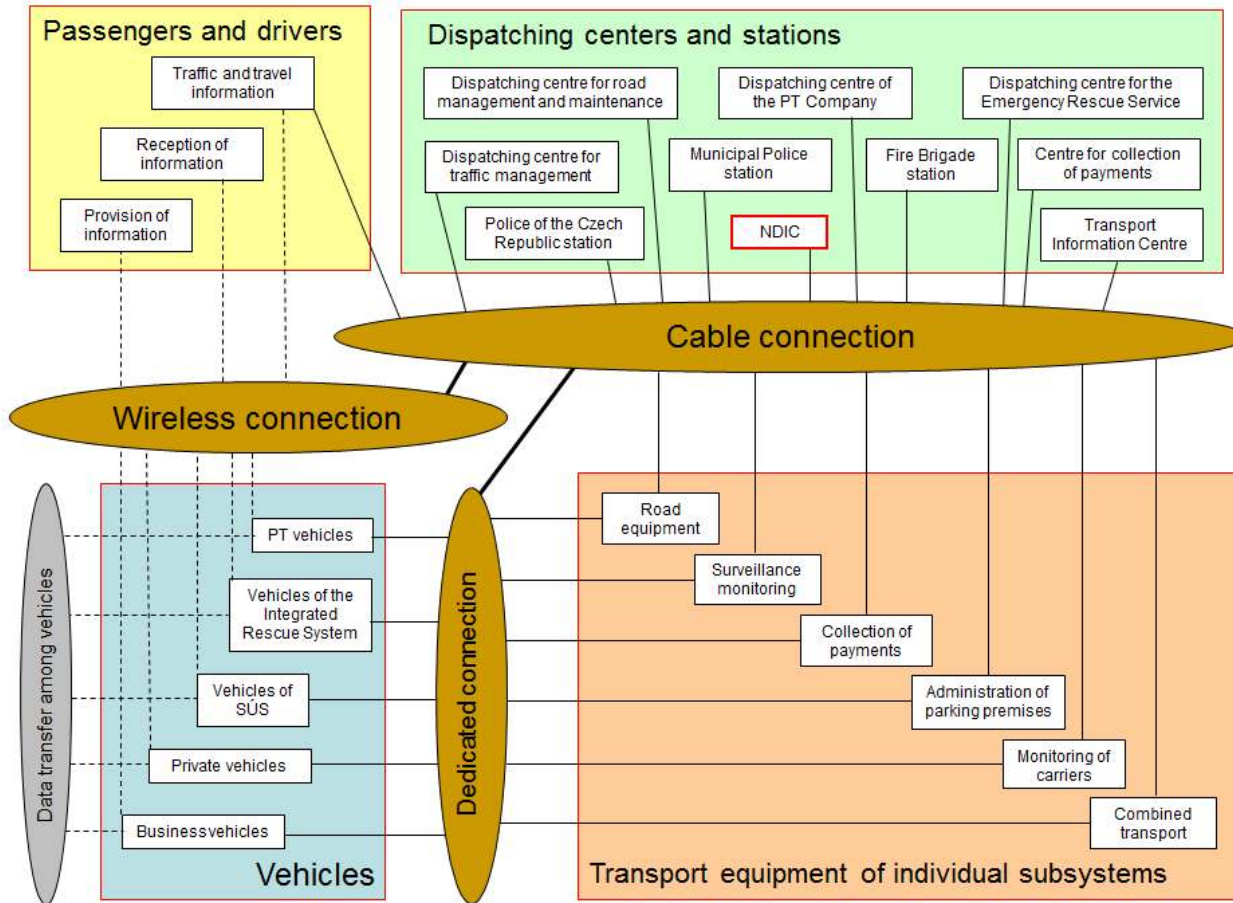 Passengers and drivers
Traffic and travel
information
Reception of
information
Provision of
information
Dispatching centers and stations
Dispatching centre for road
management and maintenance
Dispatching centre of
the PT Company
Dispatching centre for the
Emergency Rescue Service
Dispatching centre for
traffic management
Municipal Police
station
Fire Brigade
station
Centre for collection
of payments
Police of the Czech
Republic station
NDIC
Transport
Information Centre
Cable connection
Wireless connection
Data transfer among vehicles
PT vehicles
Vehicles of the
Integrated
Rescue System
Vehicles of
SÚS
Private vehicles
Business vehicles
Vehicles
Dedicated connection
Road
equipment
Surveillance
monitoring
Collection of
payments
Administration of
parking premises
Monitoring of
carriers
Combined
transport
Transport equipment of individual subsystems